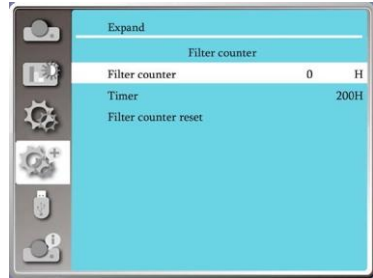 Expand
Filter counter
Filter counter 0 H
Timer 200H
Filter counter reset